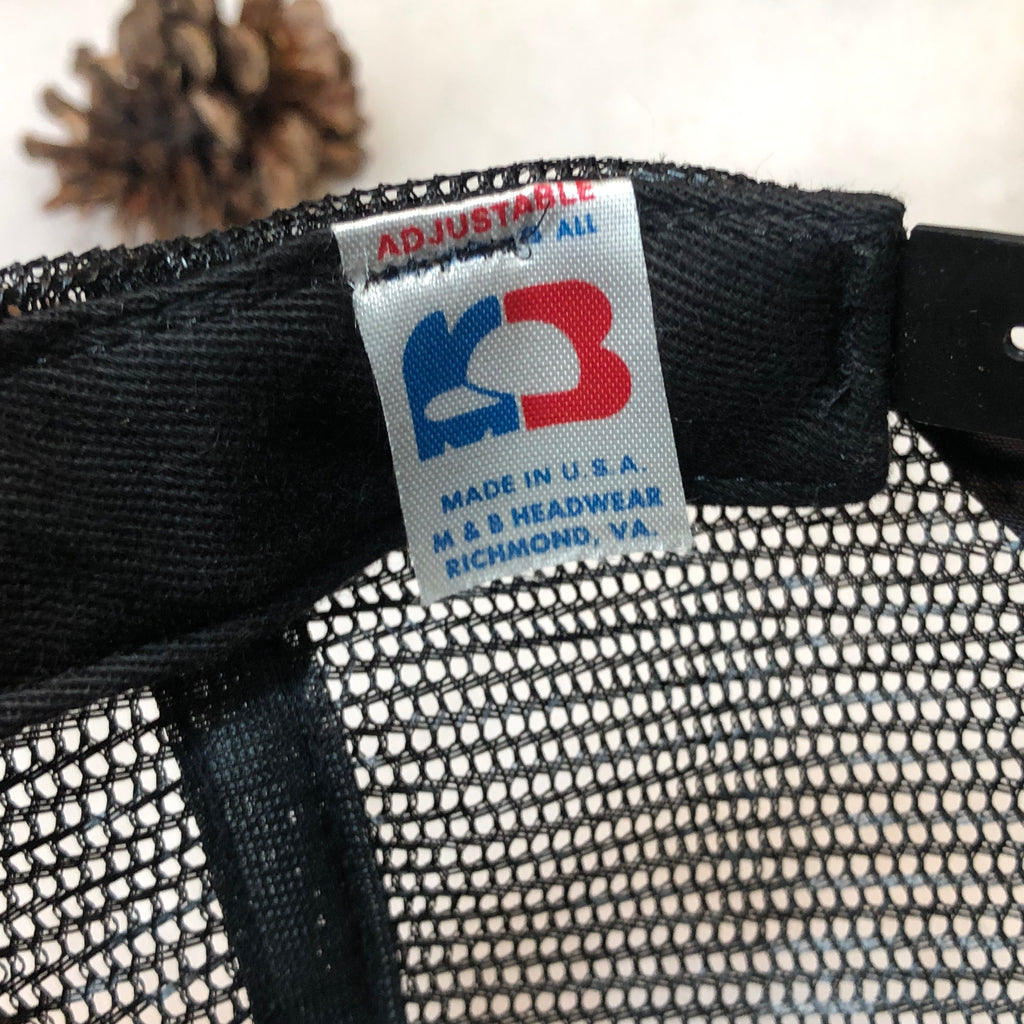 ADJUSTABLE
ALL
MADE IN U.S.A.
M & B HEADWEAR
RICHMOND, VA.